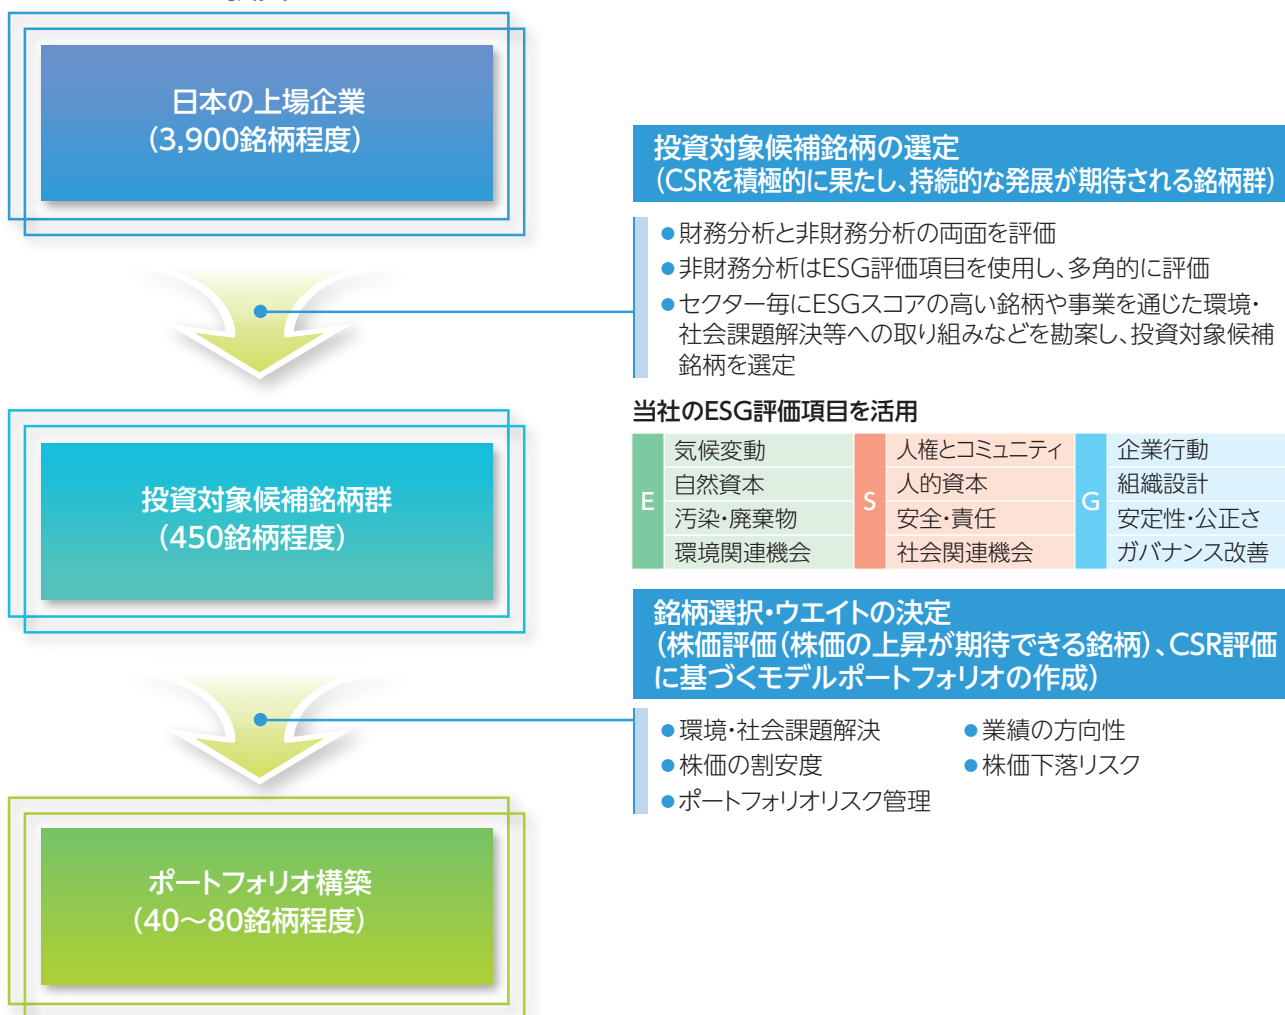 日本の上場企業
(3,900銘柄程度)
投資対象候補銘柄の選定
(CSRを積極的に果たし、持続的な発展が期待される銘柄群)
●財務分析と非財務分析の両面を評価
●非財務分析はESG評価項目を使用し、多角的に評価
●セクター毎にESGスコアの高い銘柄や事業を通じた環境・
社会課題解決等への取り組みなどを勘案し、投資対象候補
銘柄を選定
投資対象候補銘柄群
(450銘柄程度)
当社のESG評価項目を活用
E
気候変動
自然資本
汚染・廃棄物
環境関連機会
S
人権とコミュニティ
人的資本
安全・責任
社会関連機会
G
企業行動
組織設計
安定性・公正さ
ガバナンス改善
銘柄選択・ウエイトの決定
(株価評価(株価の上昇が期待できる銘柄)、CSR評価
に基づくモデルポートフォリオの作成)
●環境・社会課題解決
●株価の割安度
●ポートフォリオリスク管理
●業績の方向性
●株価下落リスク
ポートフォリオ構築
(40～80銘柄程度)